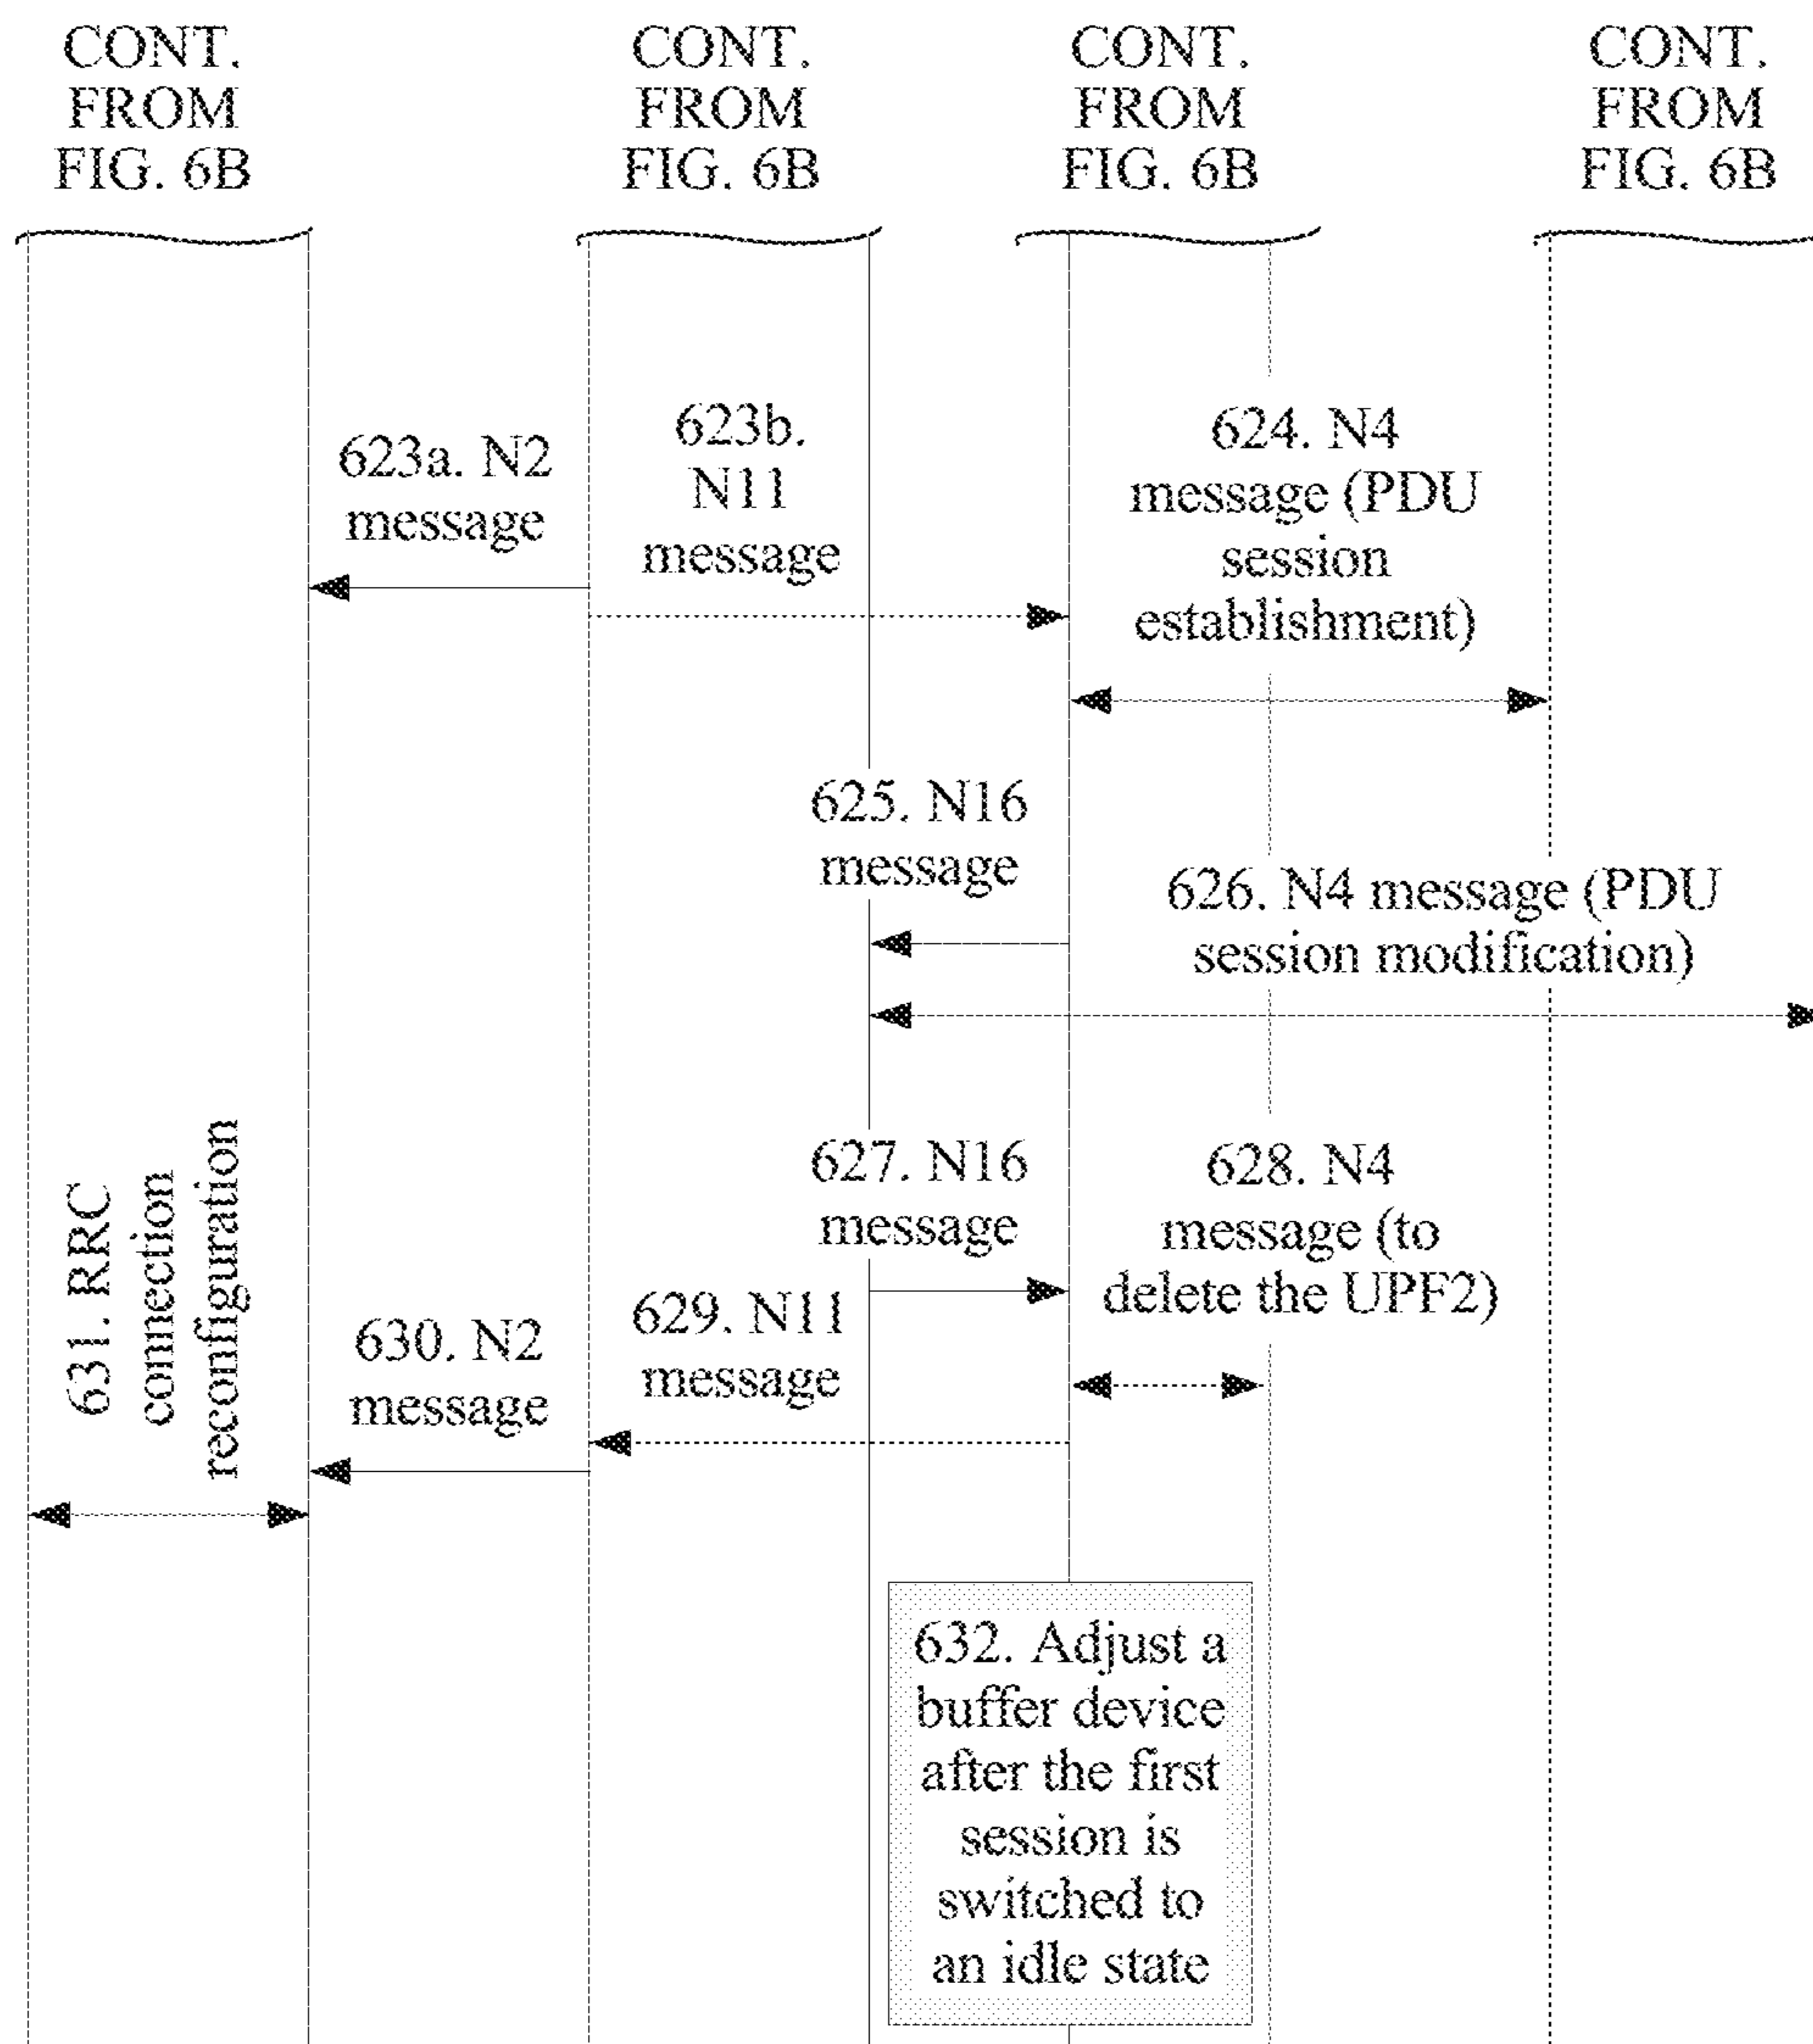 CONT.
FROM
FIG. 6B
CONT.
FROM
FIG. 6B
CONT.
FROM
FIG. 6B
CONT.
FROM
FIG. 6B
623a. N2
message
623b.
N11
message
624. N4
message (PDU
session
establishment)
625. N16
message
626. N4 message (PDU
session modification)
627. N16
message
628. N4
message (to
delete the UPF2)
629. N11
message
630. N2
message
631. RRC
connection
reconfiguration
632. Adjust a
buffer device
after the first
session is
switched to
an idle state